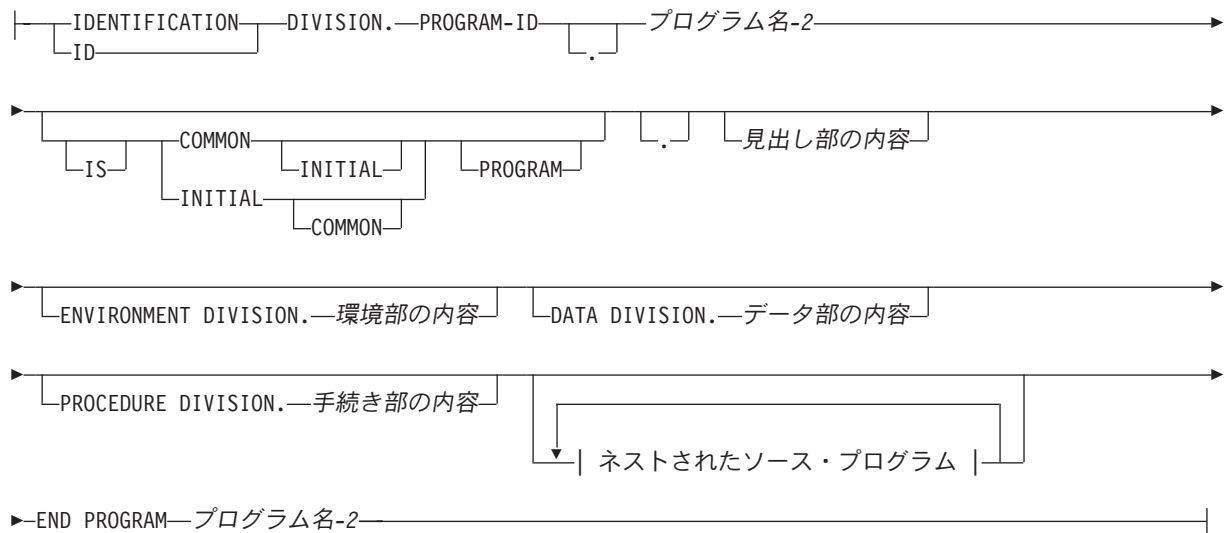 IDENTIFICATION DIVISION. PROGRAM-ID . プログラム名-2
ID
IS COMMON INITIAL PROGRAM . 見出し部の内容
INITIAL COMMON
ENVIRONMENT DIVISION. 環境部の内容 DATA DIVISION. データ部の内容
PROCEDURE DIVISION. 手続き部の内容
ネストされたソース・プログラム
END PROGRAM プログラム名-2